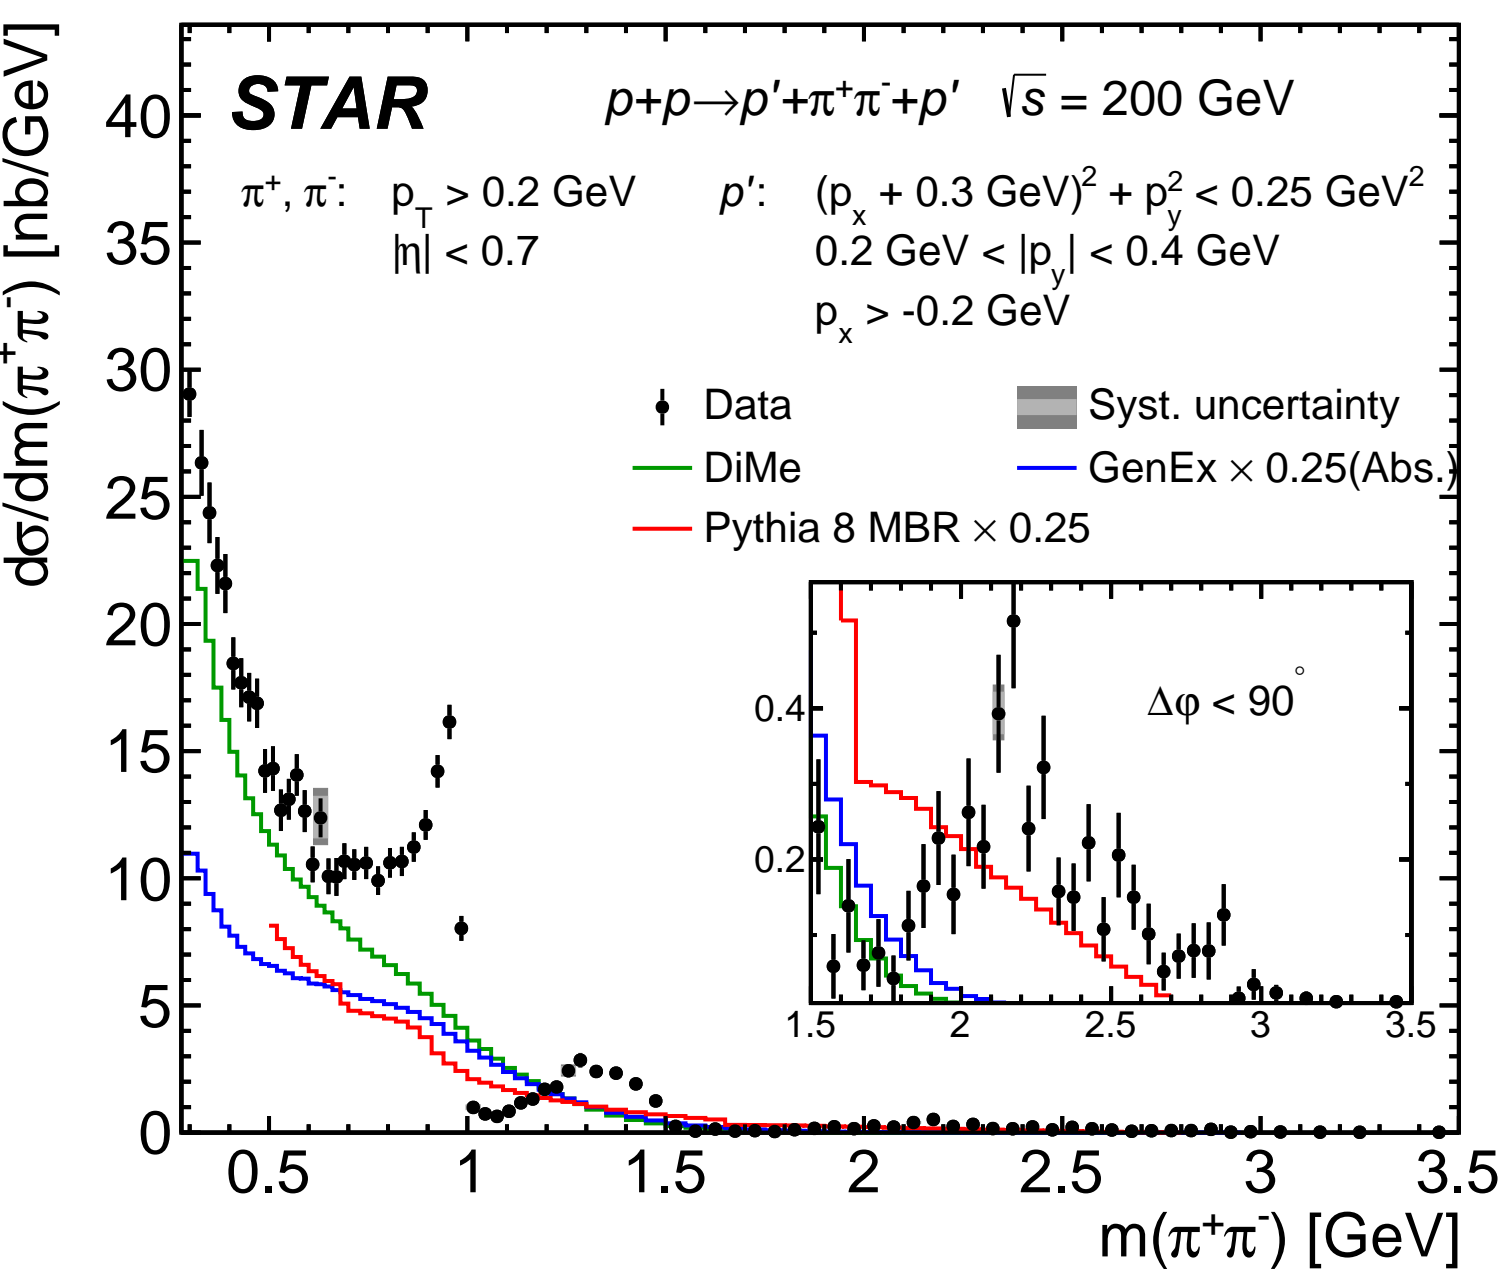 STAR p+p→p′+π⁺π⁻+p′ √s = 200 GeV
π⁺, π⁻: p_T > 0.2 GeV p′: (p_x + 0.3 GeV)² + p_y² < 0.25 GeV²
|η| < 0.7 0.2 GeV < |p_y| < 0.4 GeV
p_x > -0.2 GeV
Data Syst. uncertainty
DiMe GenEx × 0.25(Abs.)
Pythia 8 MBR × 0.25
dσ/dm(π⁺π⁻) [nb/GeV]
40
35
30
25
20
15
10
5
0
0.5 1 1.5 2 2.5 3 3.5
m(π⁺π⁻) [GeV]
Δφ < 90°
0.4
0.2
1.5 2 2.5 3 3.5